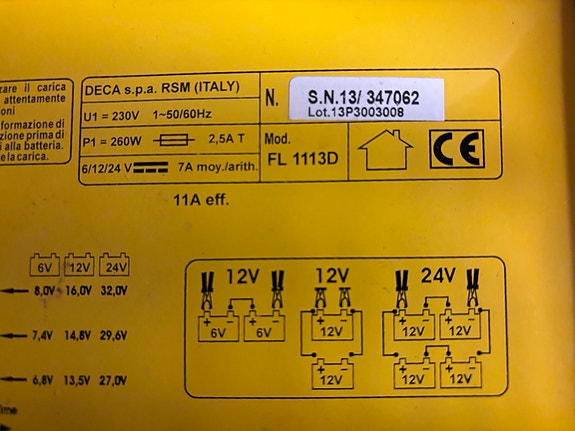 zare il carica
attentamente
oni
formazione di
zione prima di
i alla batteria.
e la carica.
DECA s.p.a. RSM (ITALY)
U1 = 230V 1~50/60Hz
P1 = 260W 2,5A T
6/12/24 V 7A moy./arith.
11A eff.
N.
S.N.13/ 347062
Lot.13P3003008
Mod.
FL 1113D
CE
6V 12V 24V
8,0V 16,0V 32,0V
7,4V 14,8V 29,6V
6,8V 13,5V 27,0V
ime
12V 12V 24V
+ − + − + − + − + −
6V 6V 12V 12V 12V
+ − + − + −
12V 12V 12V